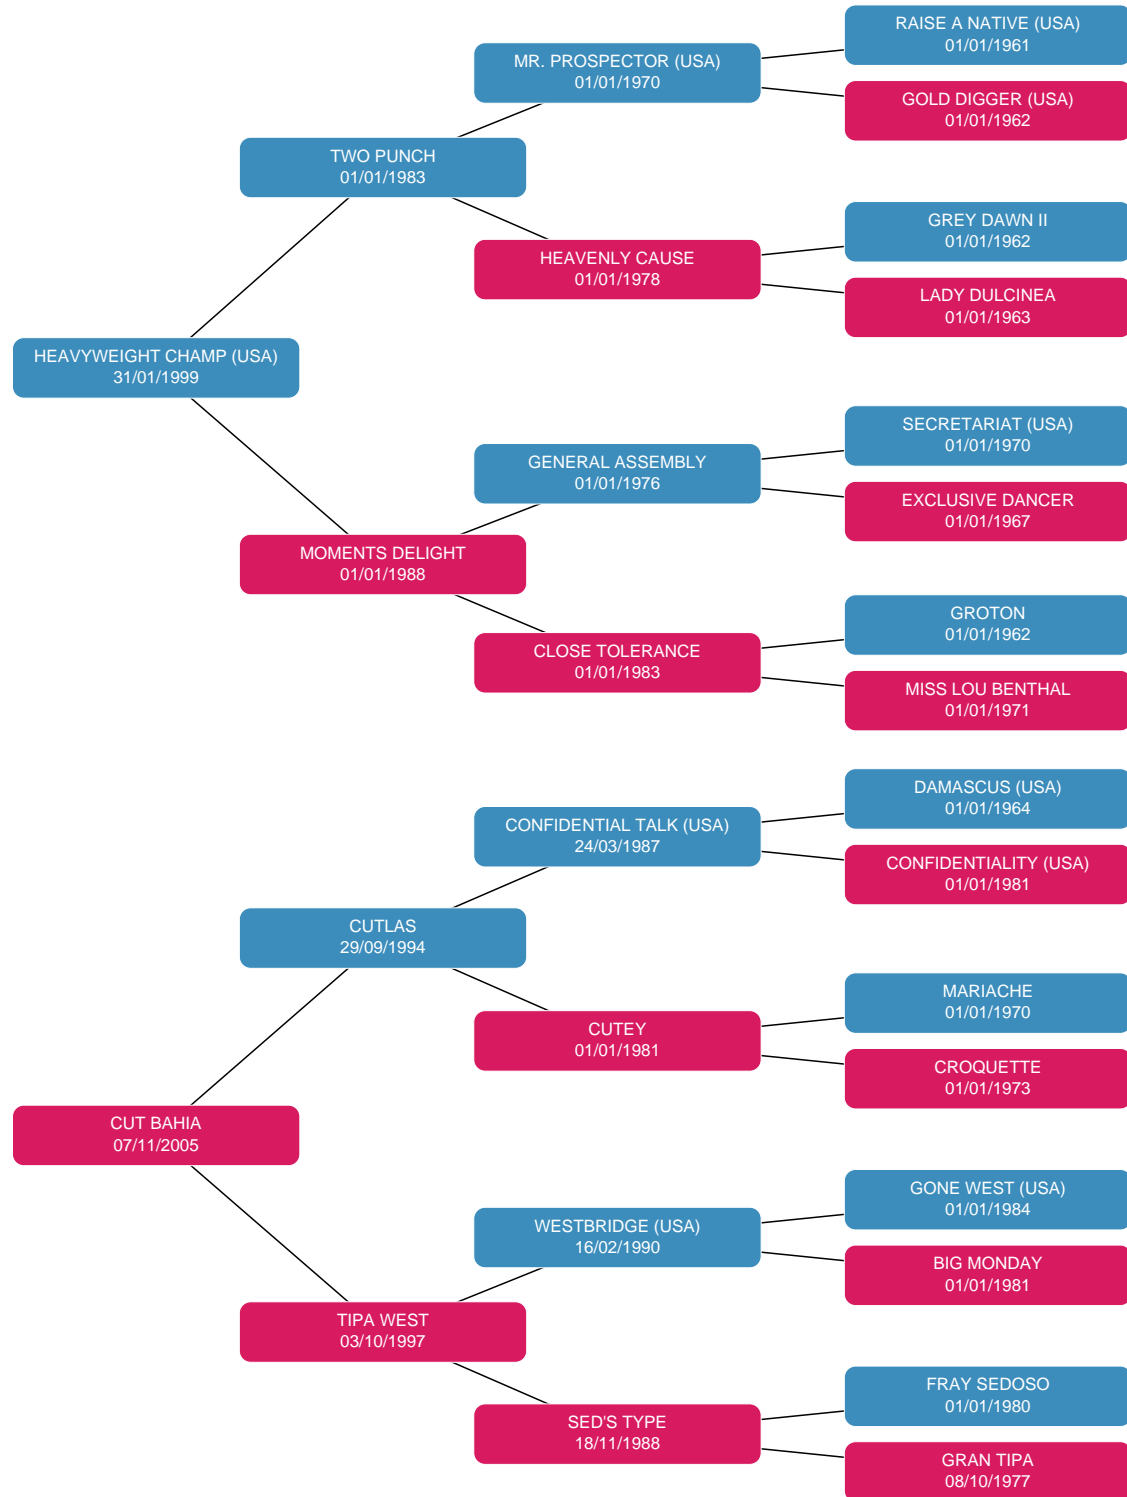 RAISE A NATIVE (USA)
01/01/1961
MR. PROSPECTOR (USA)
01/01/1970
GOLD DIGGER (USA)
01/01/1962
TWO PUNCH
01/01/1983
GREY DAWN II
01/01/1962
HEAVENLY CAUSE
01/01/1978
LADY DULCINEA
01/01/1963
HEAVYWEIGHT CHAMP (USA)
31/01/1999
SECRETARIAT (USA)
01/01/1970
GENERAL ASSEMBLY
01/01/1976
EXCLUSIVE DANCER
01/01/1967
MOMENTS DELIGHT
01/01/1988
GROTON
01/01/1962
CLOSE TOLERANCE
01/01/1983
MISS LOU BENTHAL
01/01/1971
DAMASCUS (USA)
01/01/1964
CONFIDENTIAL TALK (USA)
24/03/1987
CONFIDENTIALITY (USA)
01/01/1981
CUTLAS
29/09/1994
MARIACHE
01/01/1970
CUTEY
01/01/1981
CROQUETTE
01/01/1973
CUT BAHIA
07/11/2005
GONE WEST (USA)
01/01/1984
WESTBRIDGE (USA)
16/02/1990
BIG MONDAY
01/01/1981
TIPA WEST
03/10/1997
FRAY SEDOSO
01/01/1980
SED'S TYPE
18/11/1988
GRAN TIPA
08/10/1977